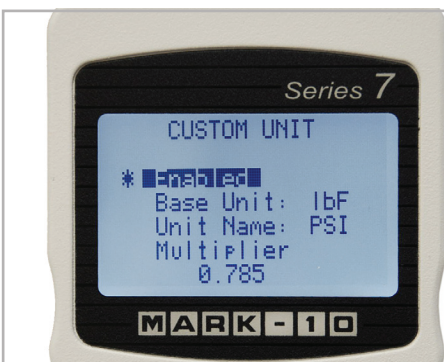 Series 7
CUSTOM UNIT
* Enabled
Base Unit: lbF
Unit Name: PSI
Multiplier
0.785
MARK-10